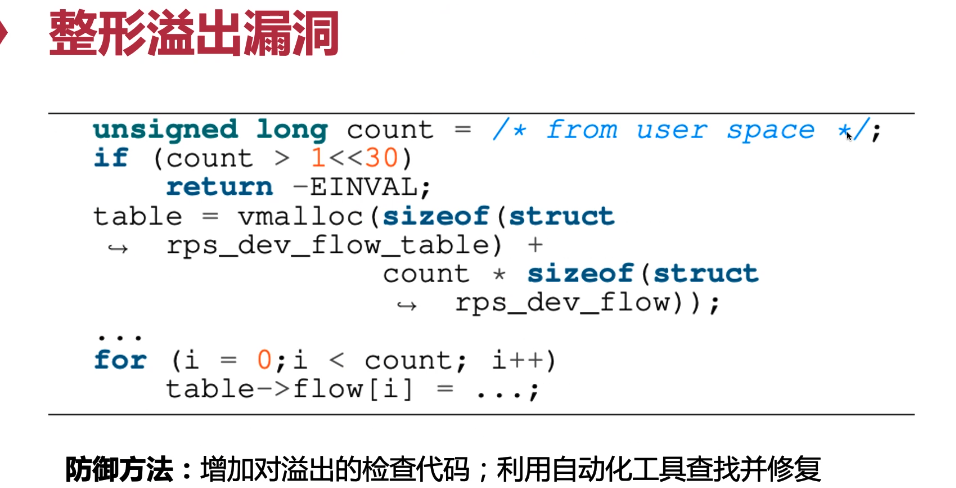 整形溢出漏洞
unsigned long count = /* from user space */;
if (count > 1<<30)
return -EINVAL;
table = vmalloc(sizeof(struct
↪ rps_dev_flow_table) +
count * sizeof(struct
↪ rps_dev_flow));
...
for (i = 0;i < count; i++)
table->flow[i] = ...;
防御方法：增加对溢出的检查代码；利用自动化工具查找并修复